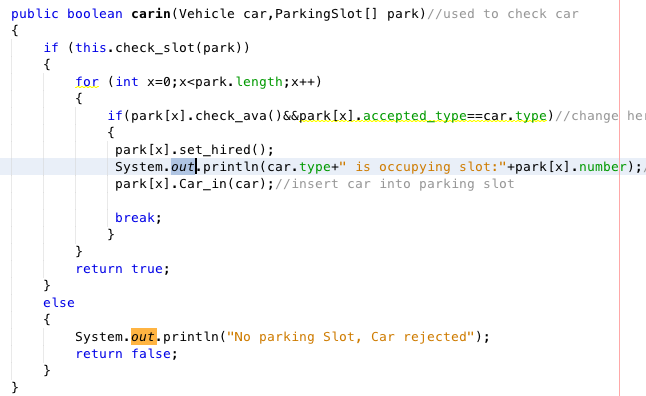 public boolean carin(Vehicle car,ParkingSlot[] park)//used to check car
{
if (this.check_slot(park))
{
for (int x=0;x<park.length;x++)
{
if(park[x].check_ava()&&park[x].accepted_type==car.type)//change her
{
park[x].set_hired();
System.out.println(car.type+" is occupying slot:"+park[x].number);/
park[x].Car_in(car);//insert car into parking slot
break;
}
}
return true;
}
else
{
System.out.println("No parking Slot, Car rejected");
return false;
}
}